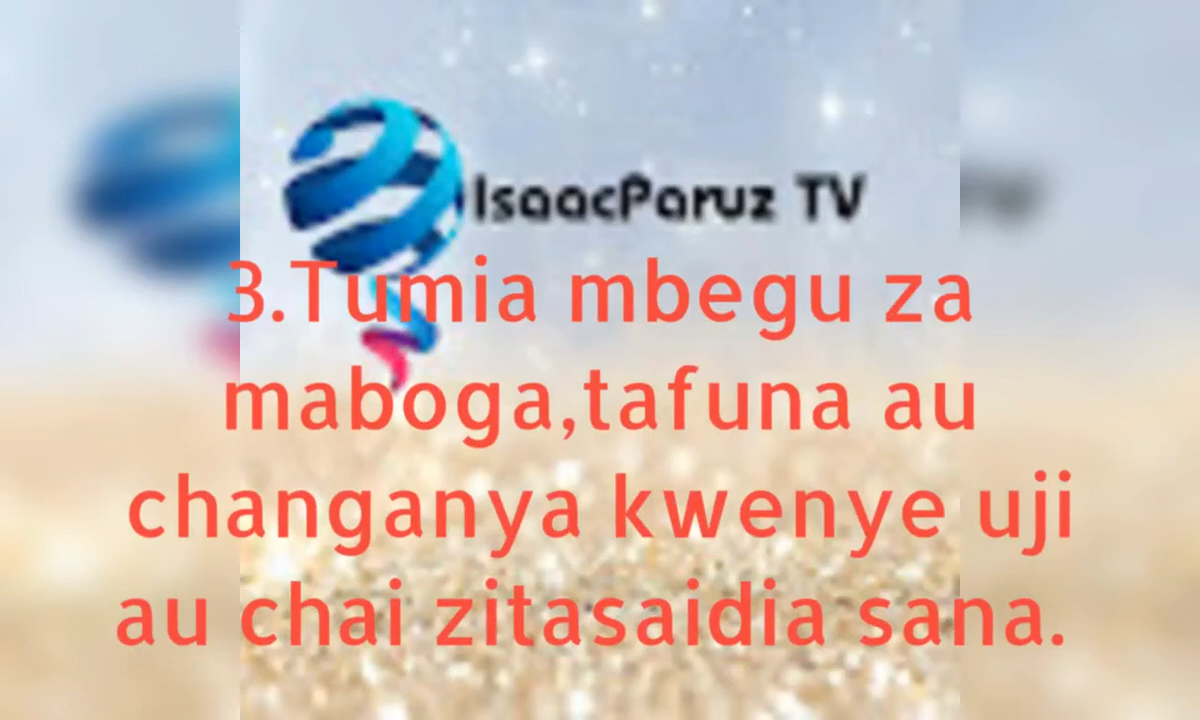 IsaacParuz TV
3.Tumia mbegu za
maboga,tafuna au
changanya kwenye uji
au chai zitasaidia sana.